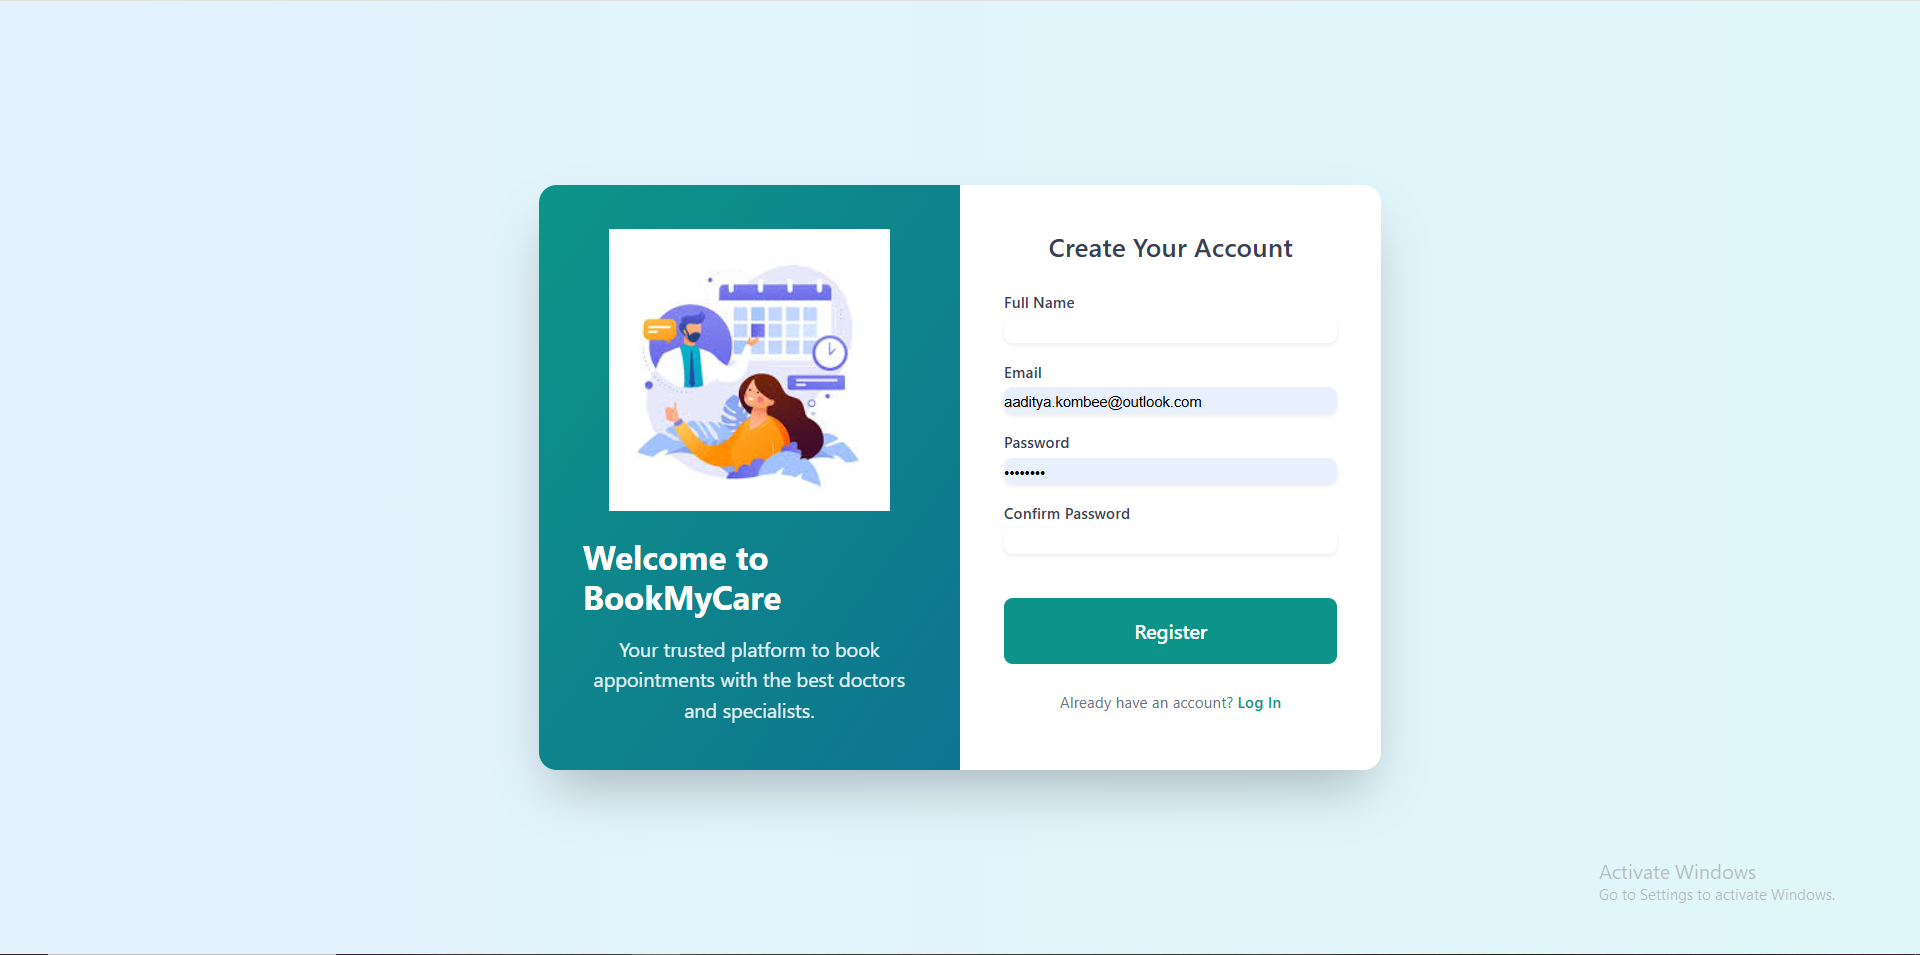 Welcome to
BookMyCare
Your trusted platform to book
appointments with the best doctors
and specialists.
Create Your Account
Full Name
Email
aaditya.kombee@outlook.com
Password
••••••••
Confirm Password
Register
Already have an account? Log In
Activate Windows
Go to Settings to activate Windows.